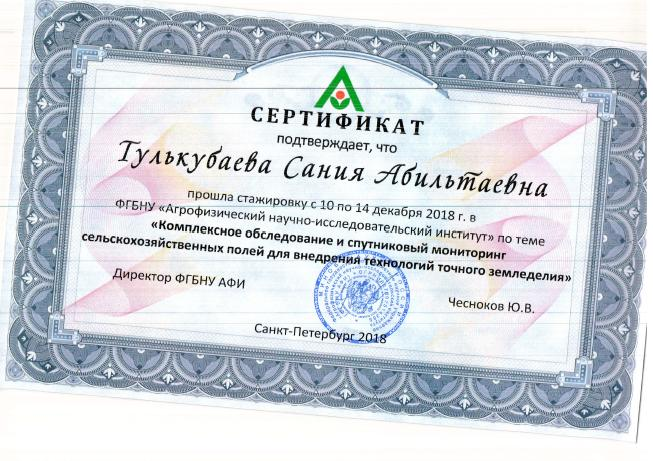 СЕРТИФИКАТ
подтверждает, что
Тулькубаева Сания Абильтаевна
прошла стажировку с 10 по 14 декабря 2018 г. в
ФГБНУ «Агрофизический научно-исследовательский институт» по теме
«Комплексное обследование и спутниковый мониторинг
сельскохозяйственных полей для внедрения технологий точного земледелия»
Директор ФГБНУ АФИ
Чесноков Ю.В.
Санкт-Петербург 2018